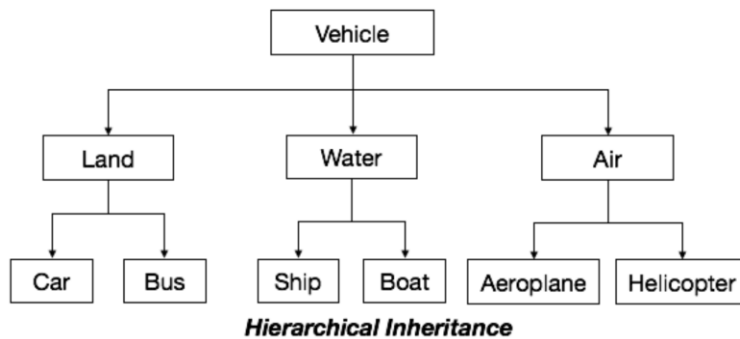 Vehicle
Land Water Air
Car Bus Ship Boat Aeroplane Helicopter
Hierarchical Inheritance